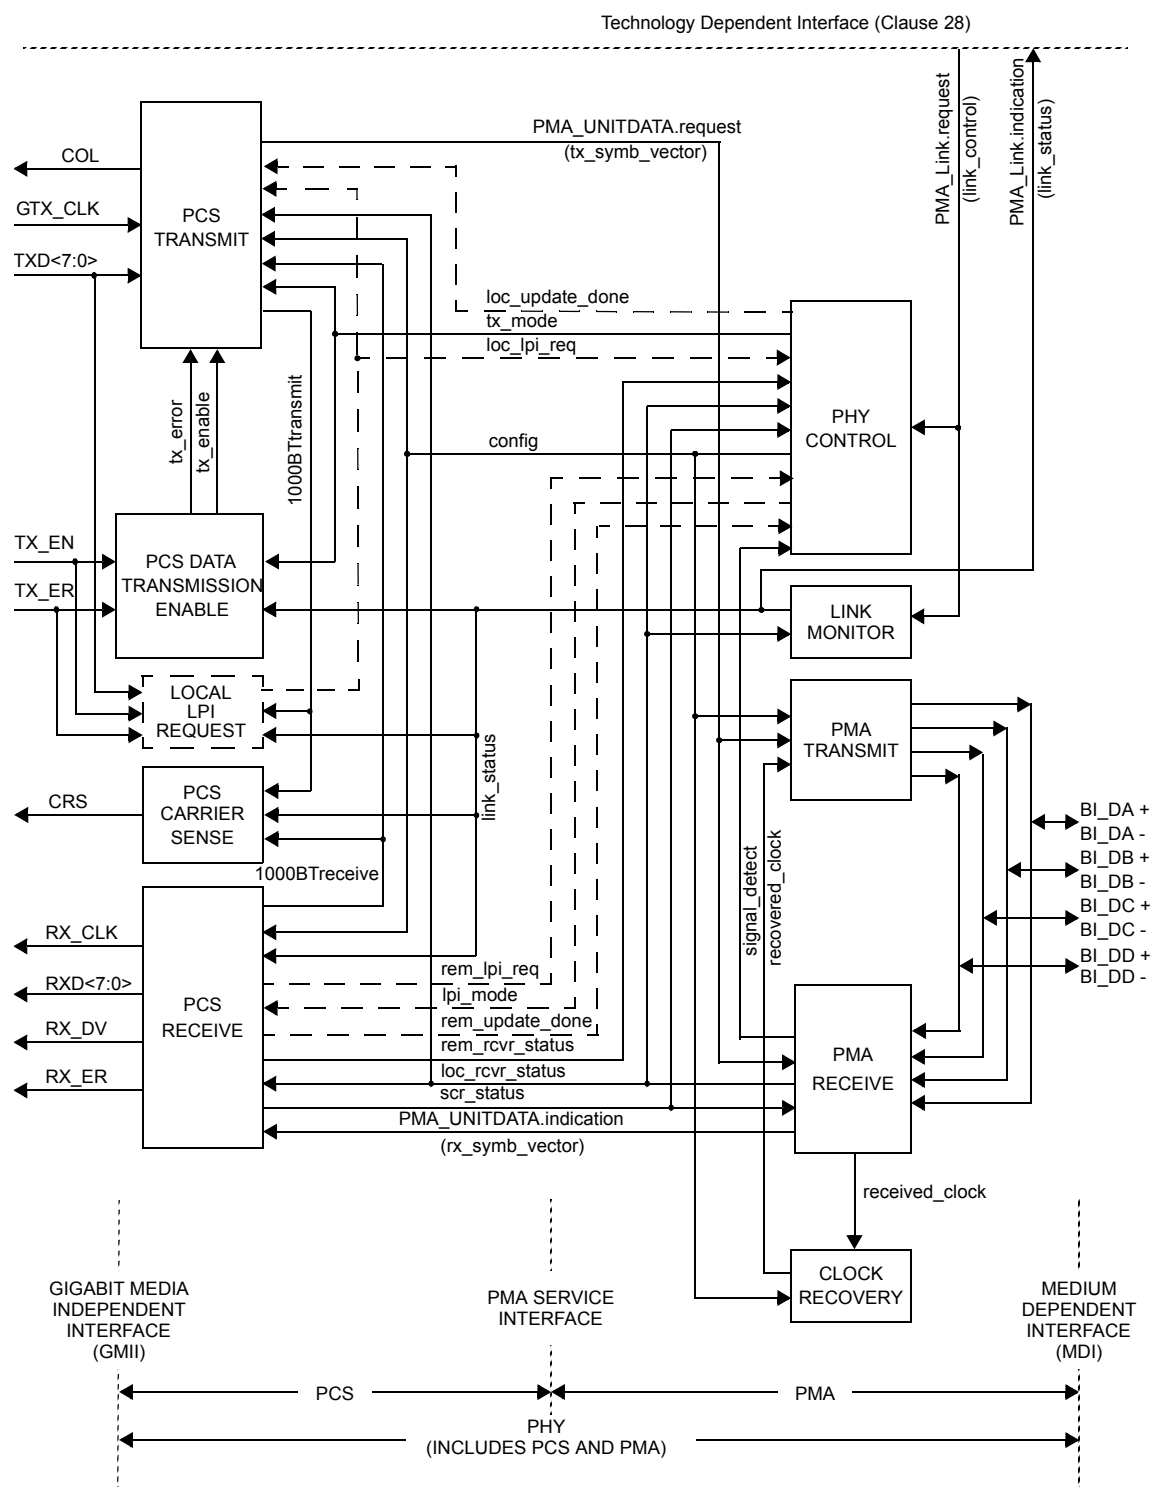 Technology Dependent Interface (Clause 28)
PMA_Link.request
(link_control)
PMA_Link.indication
(link_status)
PMA_UNITDATA.request
(tx_symb_vector)
COL
GTX_CLK
TXD<7:0>
PCS
TRANSMIT
loc_update_done
tx_mode
loc_lpi_req
tx_error
tx_enable
1000BTtransmit
config
PHY
CONTROL
TX_EN
TX_ER
PCS DATA
TRANSMISSION
ENABLE
LINK
MONITOR
LOCAL
LPI
REQUEST
PMA
TRANSMIT
link_status
CRS
PCS
CARRIER
SENSE
1000BTreceive
signal_detect
recovered_clock
BI_DA +
BI_DA -
BI_DB +
BI_DB -
BI_DC +
BI_DC -
BI_DD +
BI_DD -
RX_CLK
RXD<7:0>
RX_DV
RX_ER
PCS
RECEIVE
rem_lpi_req
lpi_mode
rem_update_done
rem_rcvr_status
loc_rcvr_status
scr_status
PMA_UNITDATA.indication
(rx_symb_vector)
PMA
RECEIVE
received_clock
CLOCK
RECOVERY
GIGABIT MEDIA
INDEPENDENT
INTERFACE
(GMII)
PMA SERVICE
INTERFACE
MEDIUM
DEPENDENT
INTERFACE
(MDI)
PCS
PMA
PHY
(INCLUDES PCS AND PMA)